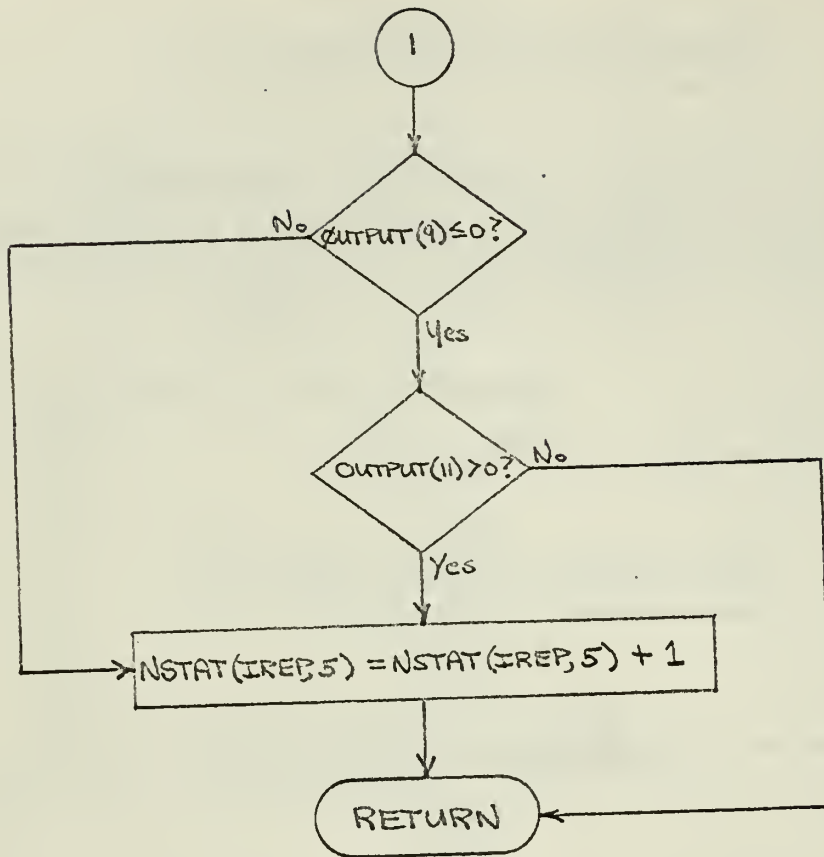 1
No
OUTPUT(9)≤0?
Yes
OUTPUT(11)>0?
No
Yes
NSTAT(IREP,5) = NSTAT(IREP,5) + 1
RETURN